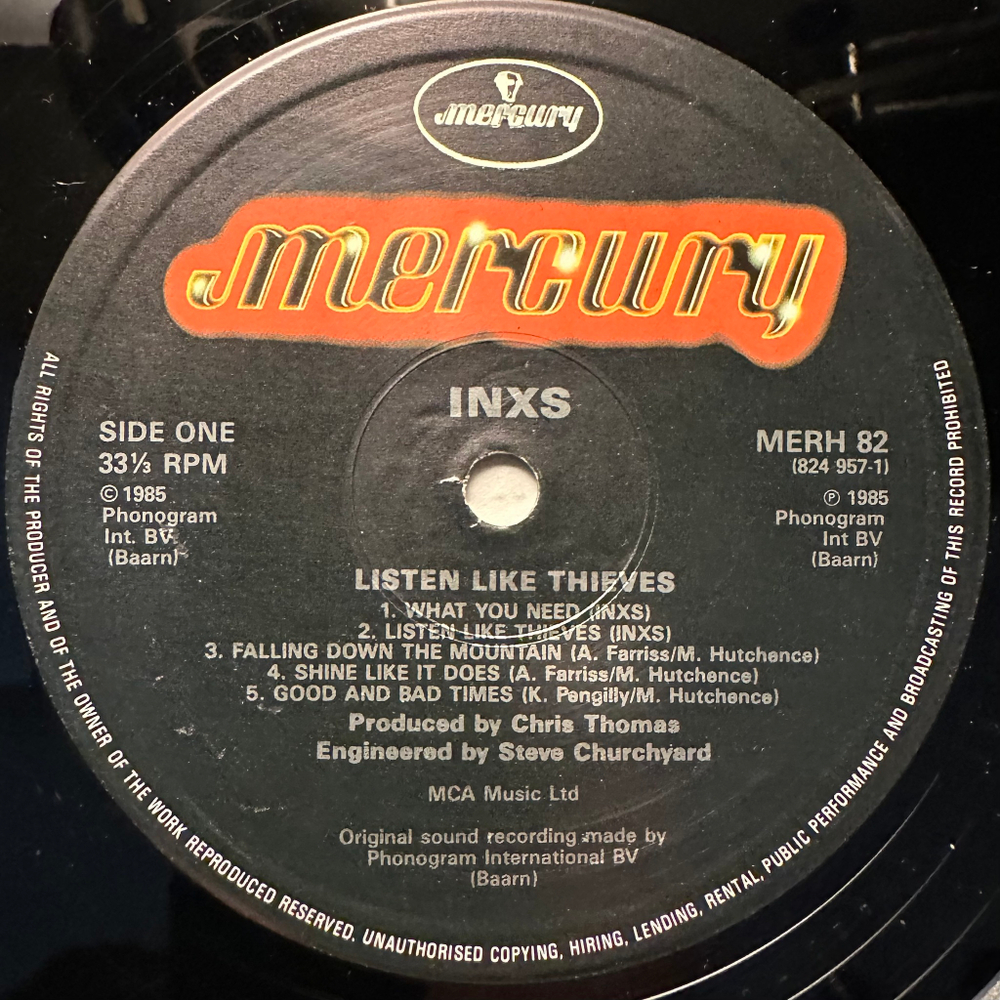 mercury
mercury
INXS
SIDE ONE
33⅓ RPM
© 1985
Phonogram
Int. BV
(Baarn)
MERH 82
(824 957-1)
℗ 1985
Phonogram
Int BV
(Baarn)
LISTEN LIKE THIEVES
1. WHAT YOU NEED (INXS)
2. LISTEN LIKE THIEVES (INXS)
3. FALLING DOWN THE MOUNTAIN (A. Farriss/M. Hutchence)
4. SHINE LIKE IT DOES (A. Farriss/M. Hutchence)
5. GOOD AND BAD TIMES (K. Pengilly/M. Hutchence)
Produced by Chris Thomas
Engineered by Steve Churchyard
MCA Music Ltd
Original sound recording made by
Phonogram International BV
(Baarn)
ALL RIGHTS OF THE PRODUCER AND OF THE OWNER OF THE WORK REPRODUCED RESERVED. UNAUTHORISED COPYING, HIRING, LENDING, RENTAL, PUBLIC PERFORMANCE AND BROADCASTING OF THIS RECORD PROHIBITED